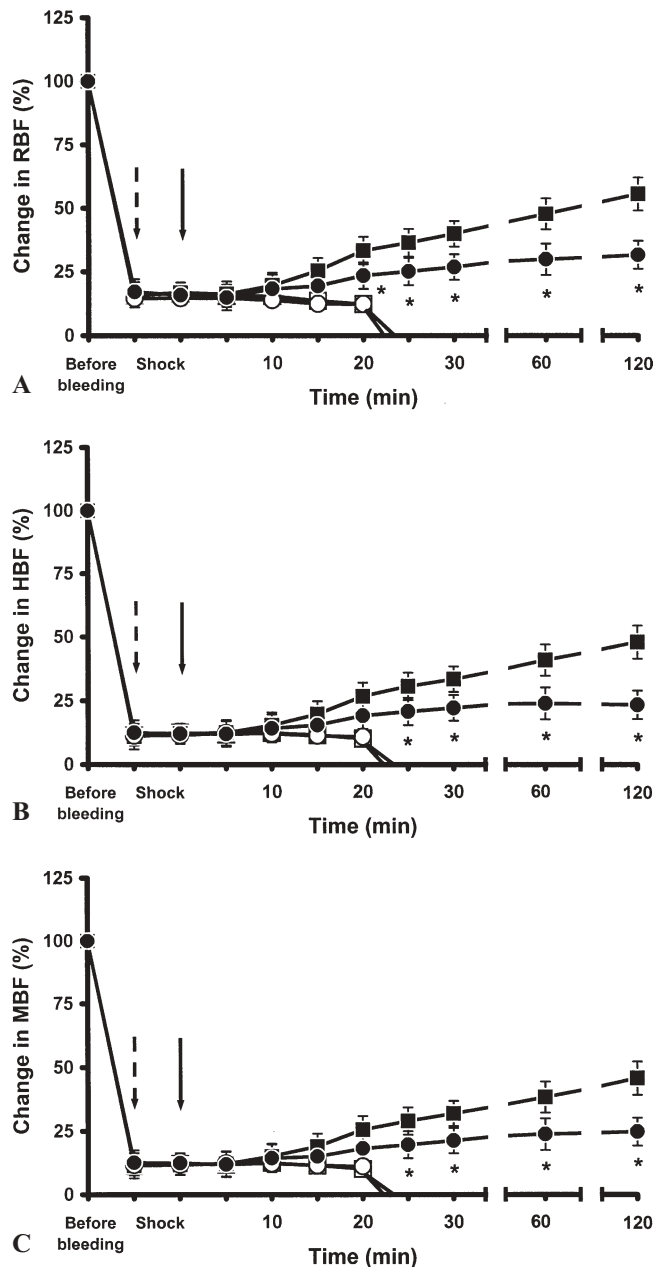 125
100
75
50
25
0
Change in RBF (%)
* * * * *
Before bleeding
Shock
10
20
30
60
120
Time (min)
A
125
100
75
50
25
0
Change in HBF (%)
* * * *
Before bleeding
Shock
10
20
30
60
120
Time (min)
B
125
100
75
50
25
0
Change in MBF (%)
* * * *
Before bleeding
Shock
10
20
30
60
120
Time (min)
C